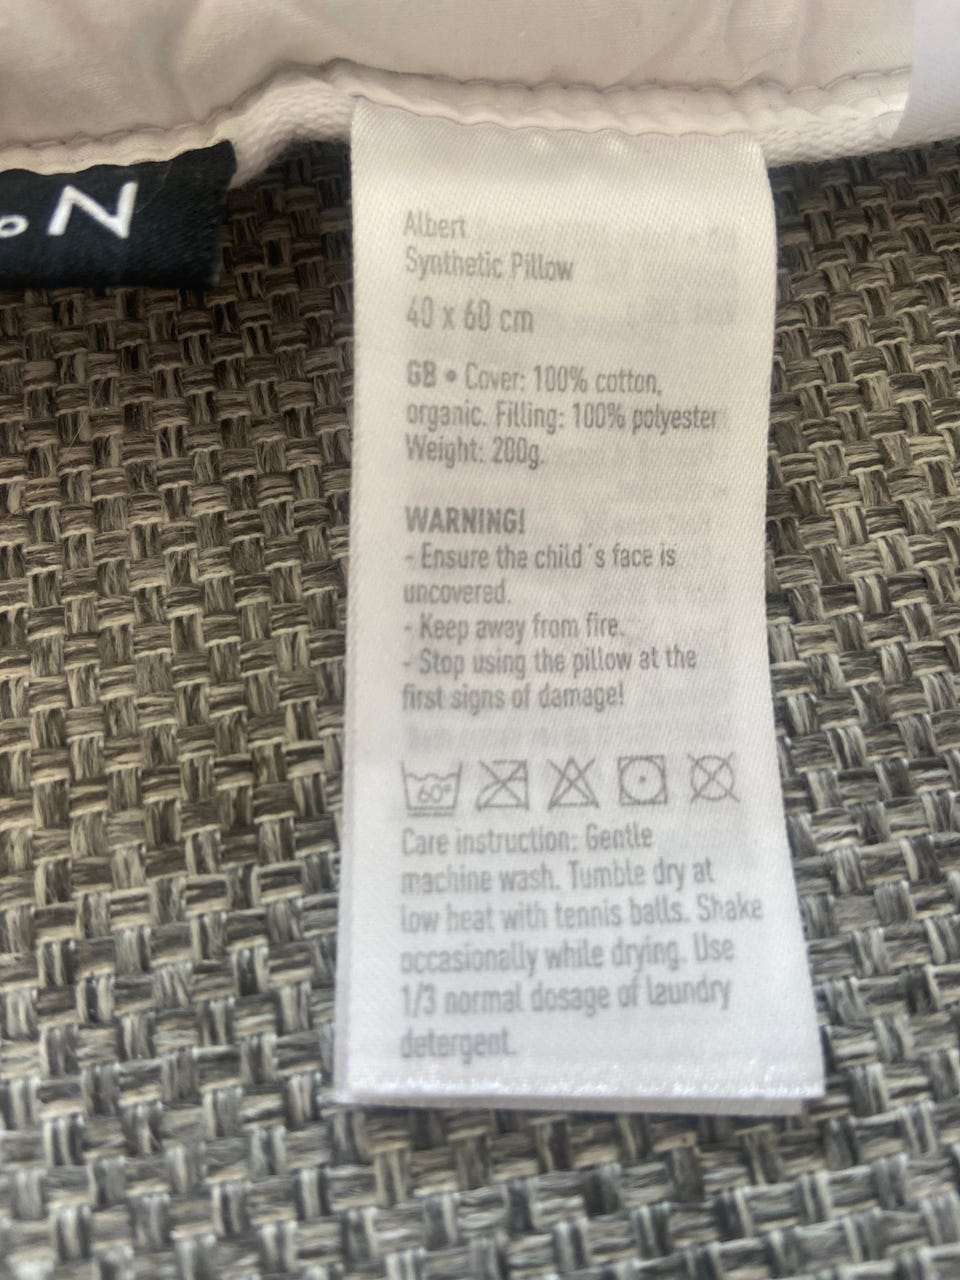 oN
Albert
Synthetic Pillow
40 x 60 cm
GB • Cover: 100% cotton,
organic. Filling: 100% polyester
Weight: 200g.
WARNING!
- Ensure the child´s face is
uncovered.
- Keep away from fire.
- Stop using the pillow at the
first signs of damage!
60°
Care instruction: Gentle
machine wash. Tumble dry at
low heat with tennis balls. Shake
occasionally while drying. Use
1/3 normal dosage of laundry
detergent.